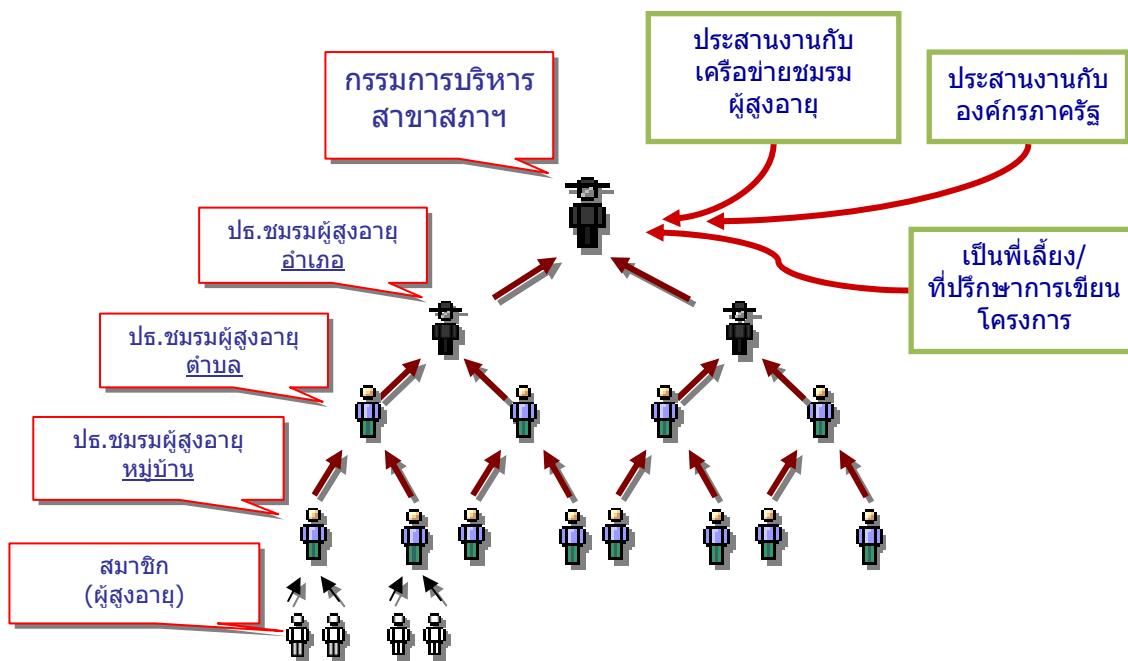 กรรมการบริหาร
สาขาสภาฯ
ประสานงานกับ
เครือข่ายชมรม
ผู้สูงอายุ
ประสานงานกับ
องค์กรภาครัฐ
ปธ.ชมรมผู้สูงอายุ
อำเภอ
เป็นพี่เลี้ยง/
ที่ปรึกษาการเขียน
โครงการ
ปธ.ชมรมผู้สูงอายุ
ตำบล
ปธ.ชมรมผู้สูงอายุ
หมู่บ้าน
สมาชิก
(ผู้สูงอายุ)